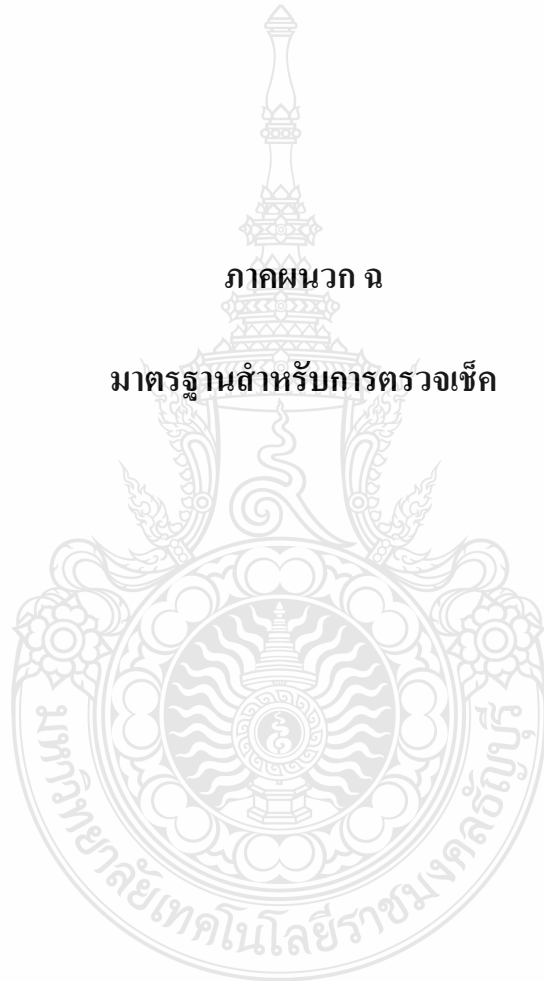 ภาคผนวก ฉ
มาตรฐานสำหรับการตรวจเช็ค
มหาวิทยาลัยเทคโนโลยีราชมงคลธัญบุรี